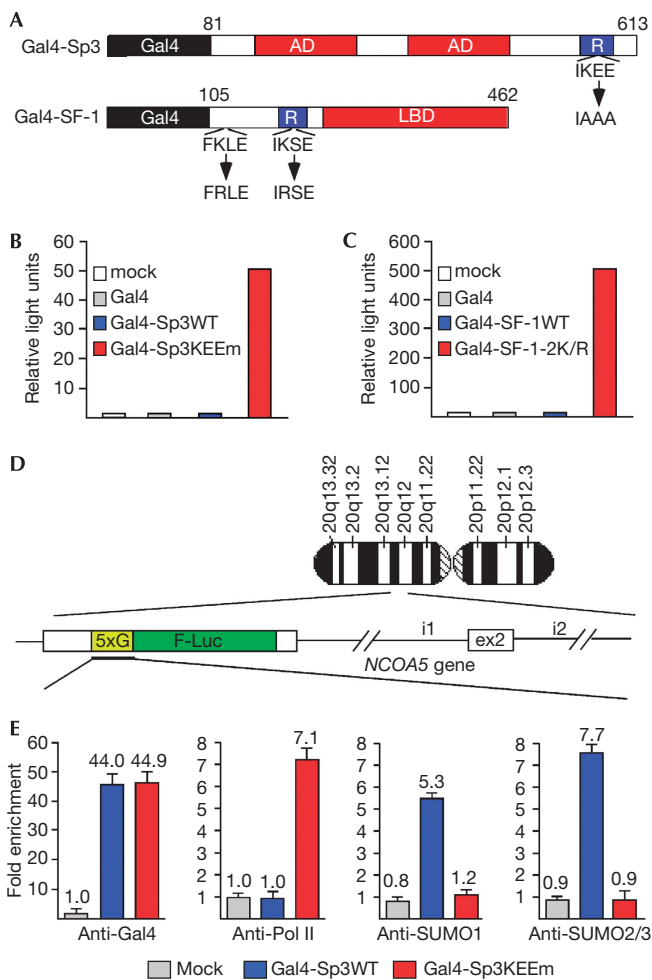 A
81
613
Gal4-Sp3
Gal4
AD
AD
R
IKEE
IAAA
105
462
Gal4-SF-1
Gal4
R
LBD
FKLE
IKSE
FRLE
IRSE
B
Relative light units
60
50
40
30
20
10
mock
Gal4
Gal4-Sp3WT
Gal4-Sp3KEEm
C
Relative light units
600
500
400
300
200
100
mock
Gal4
Gal4-SF-1WT
Gal4-SF-1-2K/R
D
20q13.32
20q13.2
20q13.12
20q12
20q11.22
20p11.22
20p12.1
20p12.3
5xG
F-Luc
i1
ex2
i2
NCOA5 gene
E
Fold enrichment
60
50
40
30
20
10
1.0
44.0
44.9
Anti-Gal4
8
7
6
5
4
3
2
1
1.0
1.0
7.1
Anti-Pol II
8
7
6
5
4
3
2
1
0.8
5.3
1.2
Anti-SUMO1
8
7
6
5
4
3
2
1
0.9
7.7
0.9
Anti-SUMO2/3
Mock
Gal4-Sp3WT
Gal4-Sp3KEEm